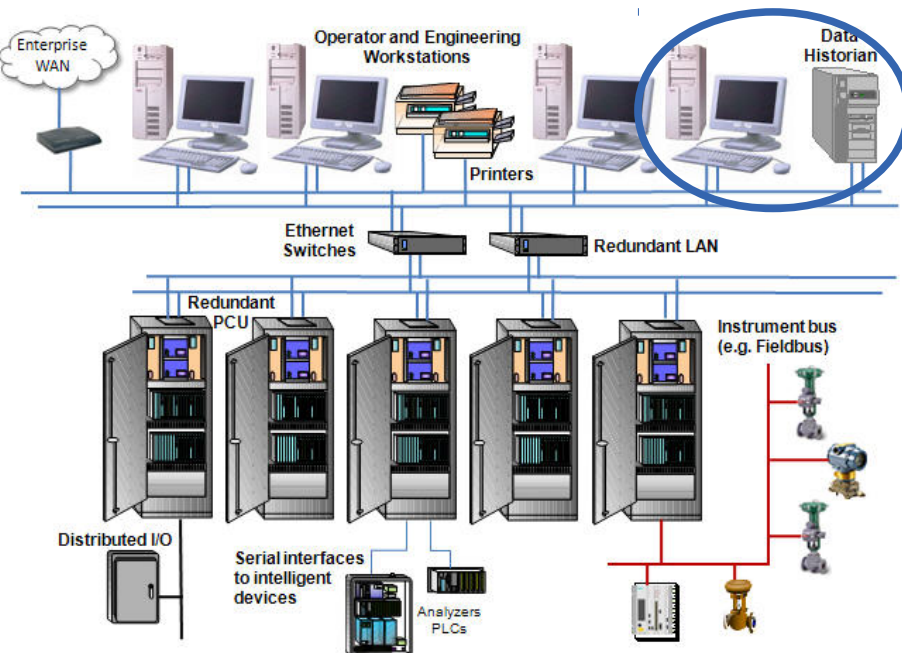 Enterprise
WAN
Operator and Engineering
Workstations
Data
Historian
Printers
Ethernet
Switches
Redundant LAN
Redundant
PCU
Instrument bus
(e.g. Fieldbus)
Distributed I/O
Serial interfaces
to intelligent
devices
Analyzers
PLCs